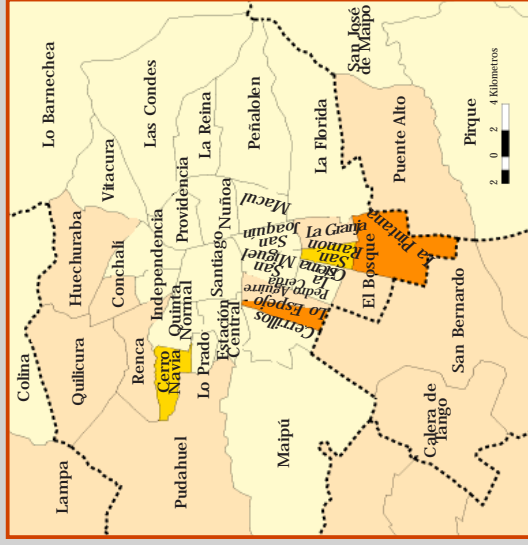 Lo Barnechea
Colina
Lampa
Quilicura
Huechuraba
Conchalí
Vitacura
Las Condes
Renca
Independencia
Providencia
La Reina
Cerro
Navia
Quinta
Normal
Santiago
Nuñoa
Peñalolen
Lo Prado
Estación
Central
Pudahuel
Maipú
Cerrillos
Lo Espejo
Pedro Aguirre
Cerda
San
Miguel
San
Joaquin
Macul
La
Cisterna
San
Ramon
La Granja
La Florida
El Bosque
La Pintana
Puente Alto
San José
de Maipo
Pirque
San Bernardo
Calera de
Tango
2 0 2 4 Kilometros